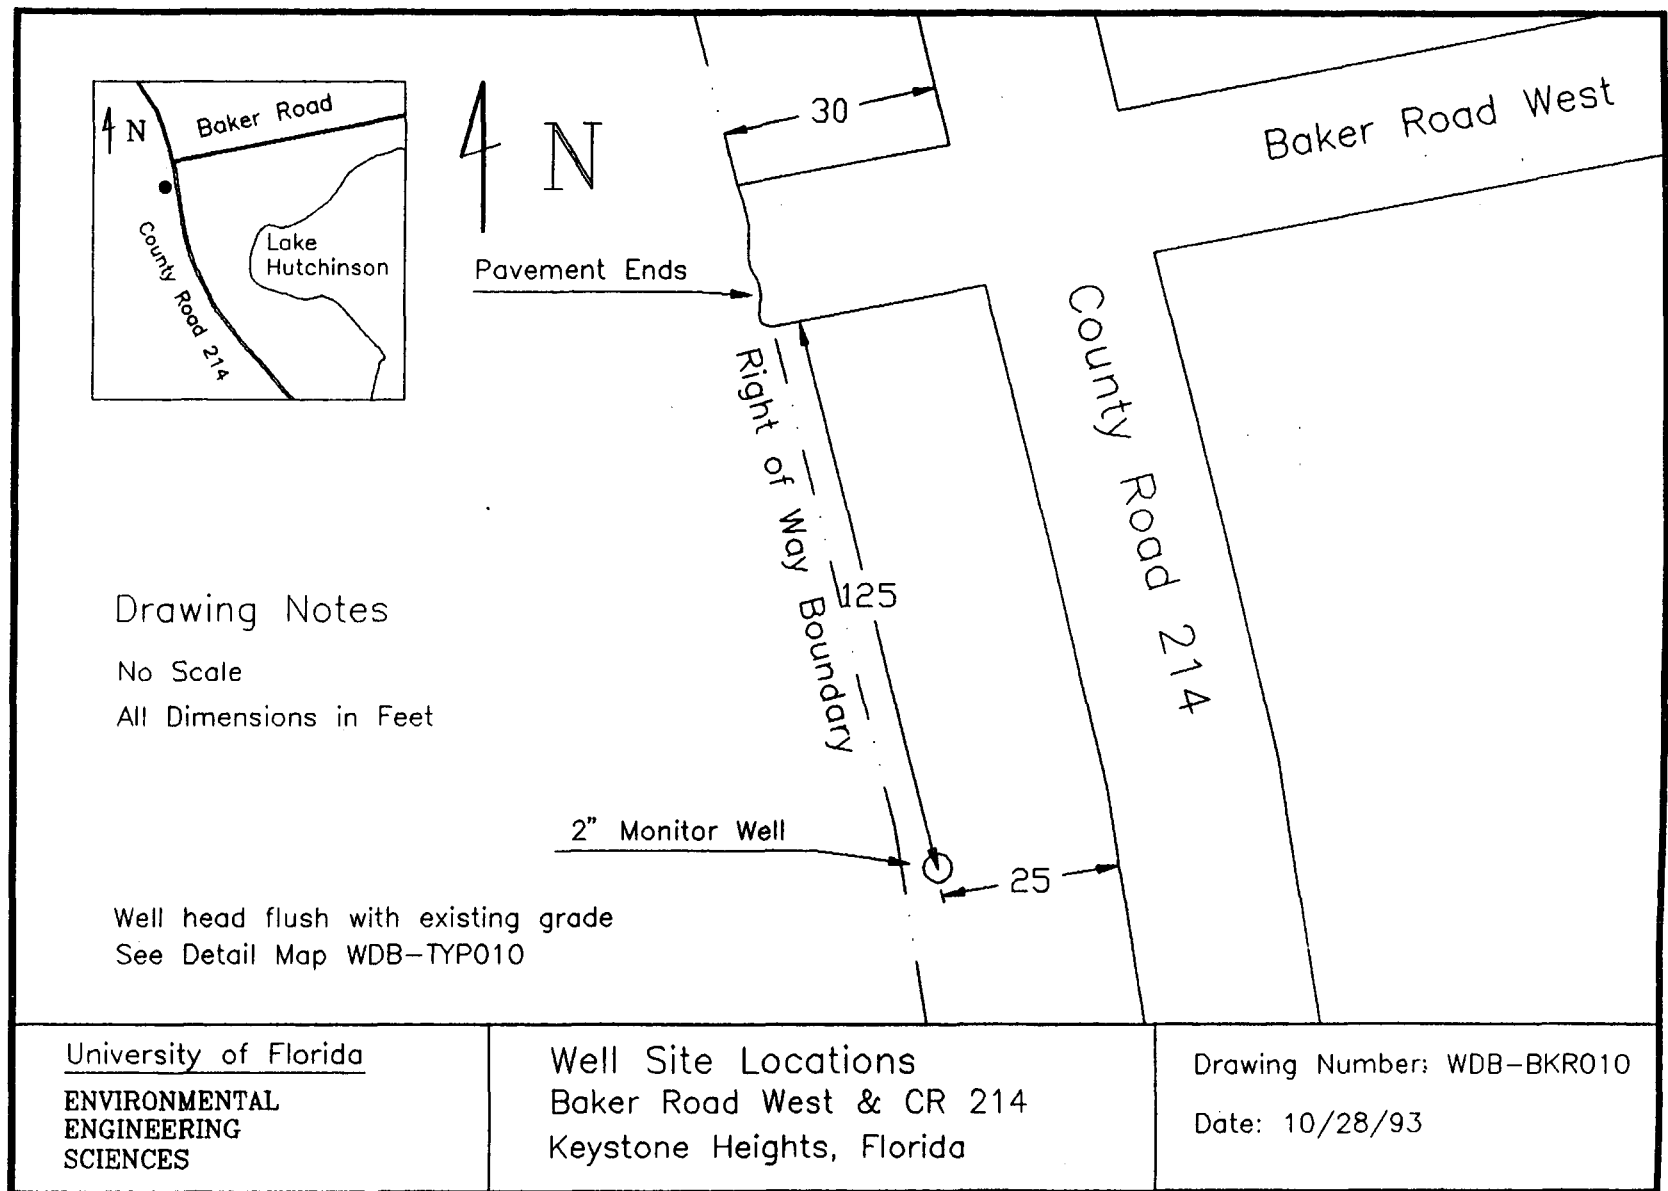 N
Baker Road
Lake
Hutchinson
County Road 214
N
30
Baker Road West
Pavement Ends
County Road 214
Right of Way Boundary
125
Drawing Notes
No Scale
All Dimensions in Feet
2" Monitor Well
25
Well head flush with existing grade
See Detail Map WDB-TYP010
University of Florida
ENVIRONMENTAL
ENGINEERING
SCIENCES
Well Site Locations
Baker Road West & CR 214
Keystone Heights, Florida
Drawing Number: WDB-BKR010
Date: 10/28/93